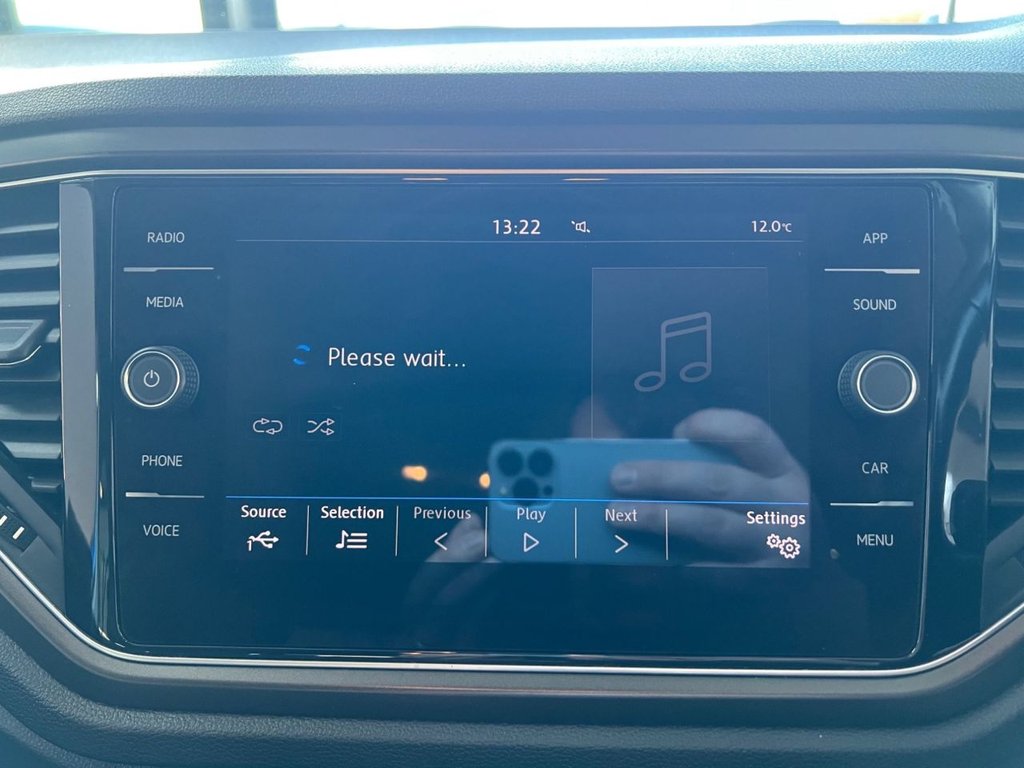 13:22
12.0°C
RADIO
MEDIA
PHONE
VOICE
Please wait...
Source
1
Selection
Previous
Play
Next
Settings
APP
SOUND
CAR
MENU